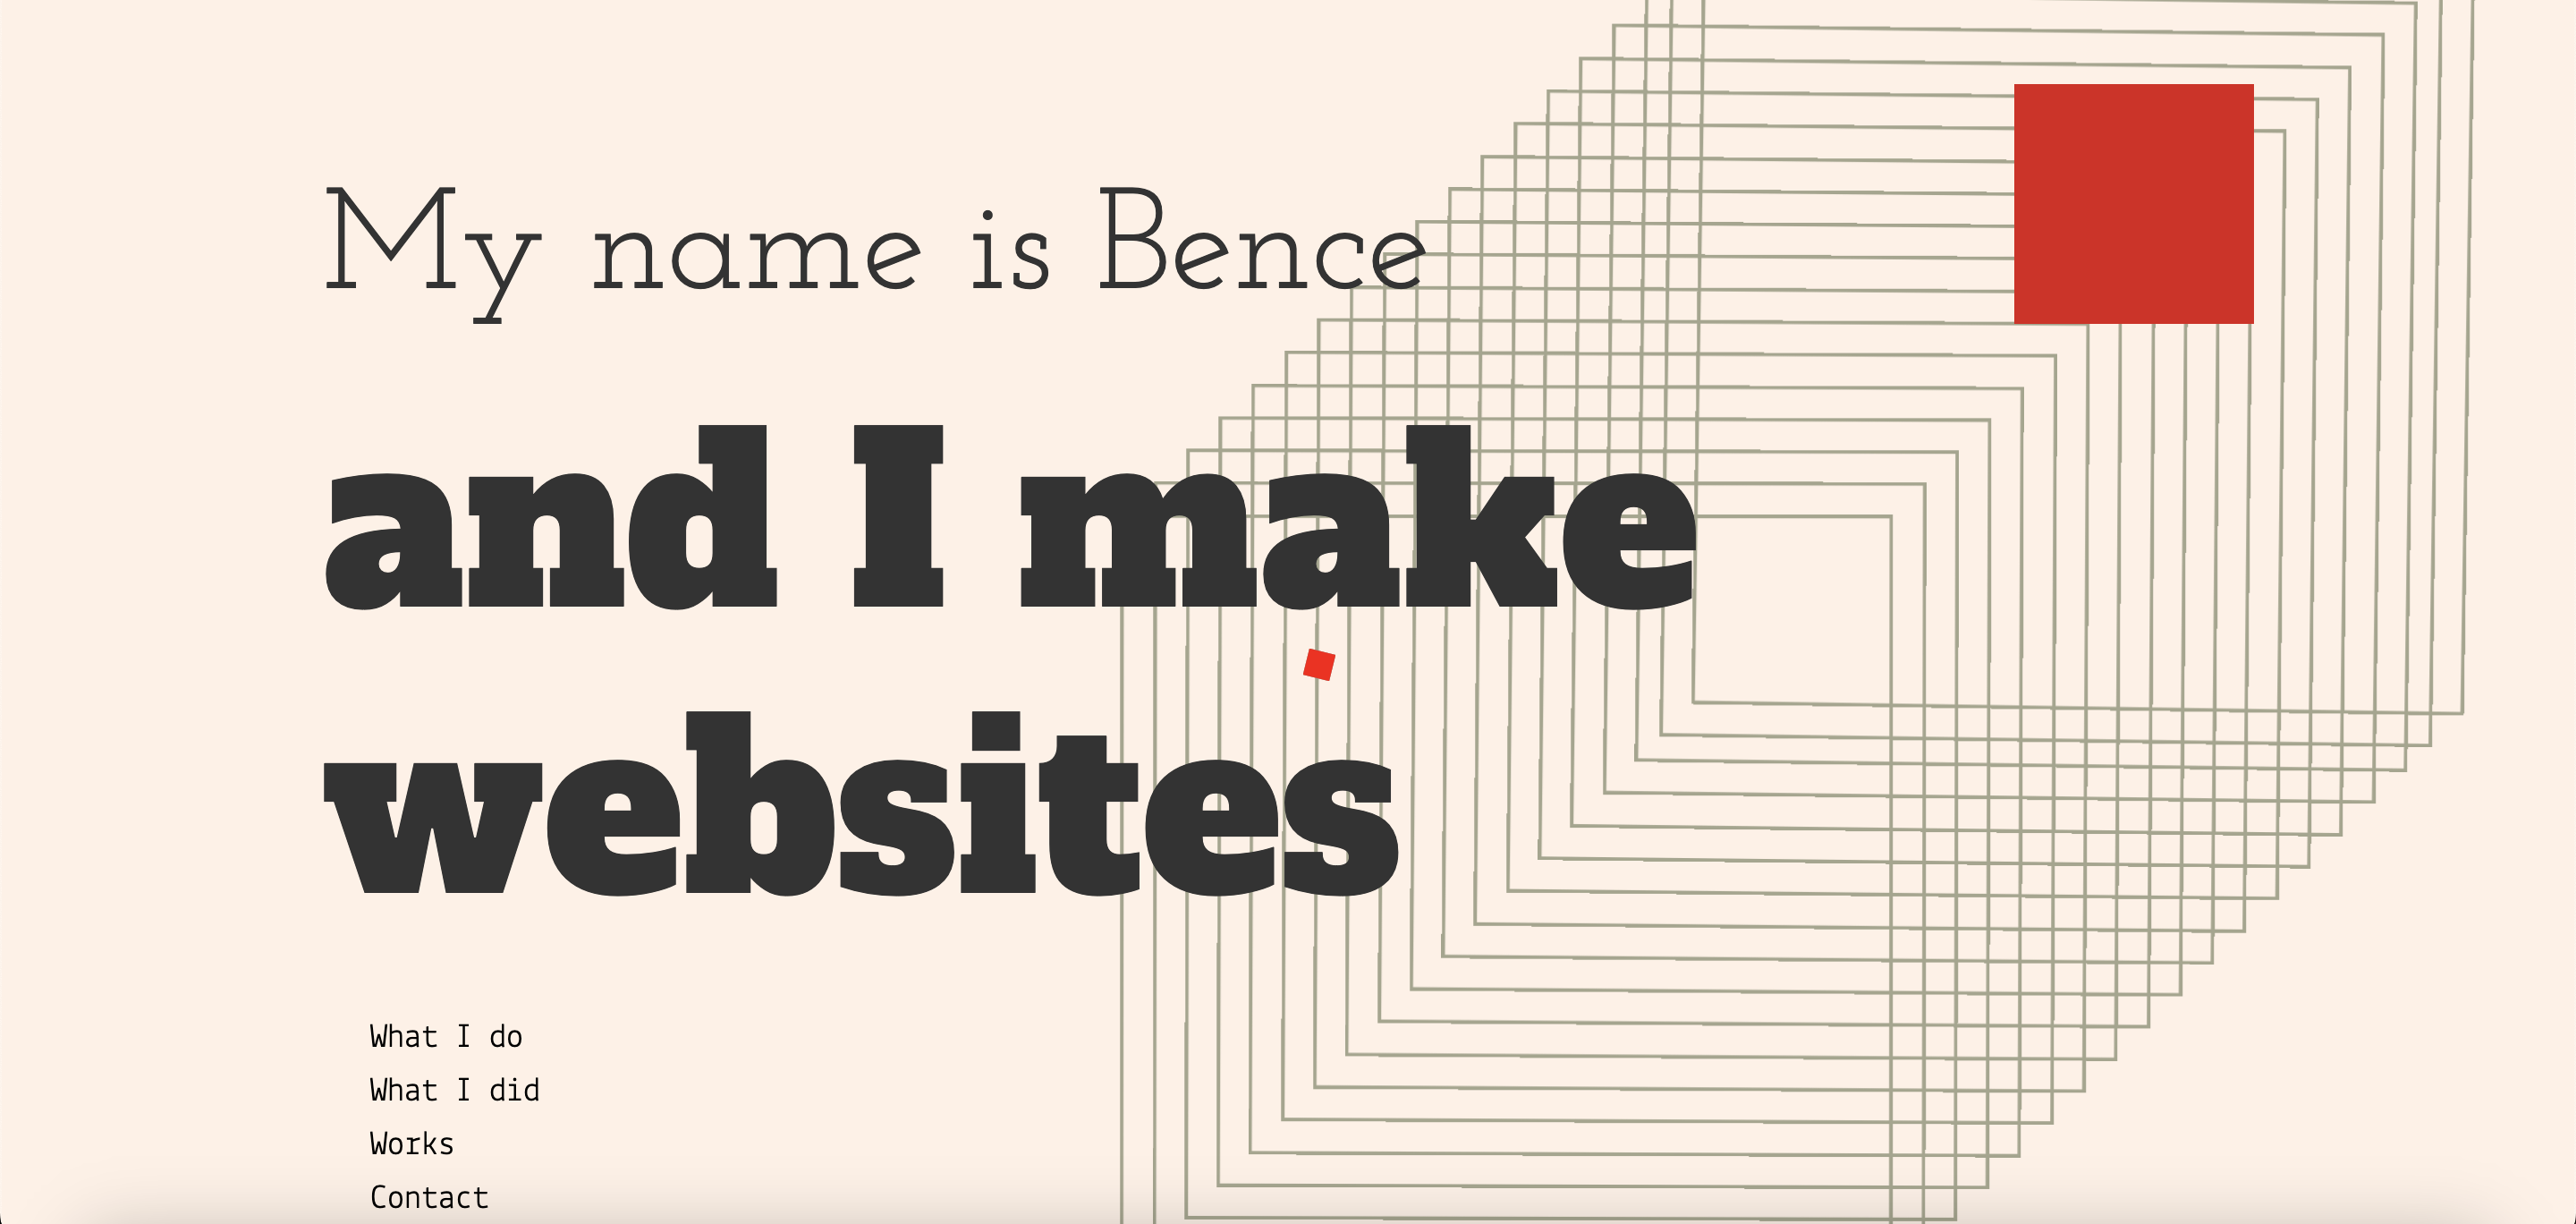 My name is Bence
and I make
websites
What I do
What I did
Works
Contact